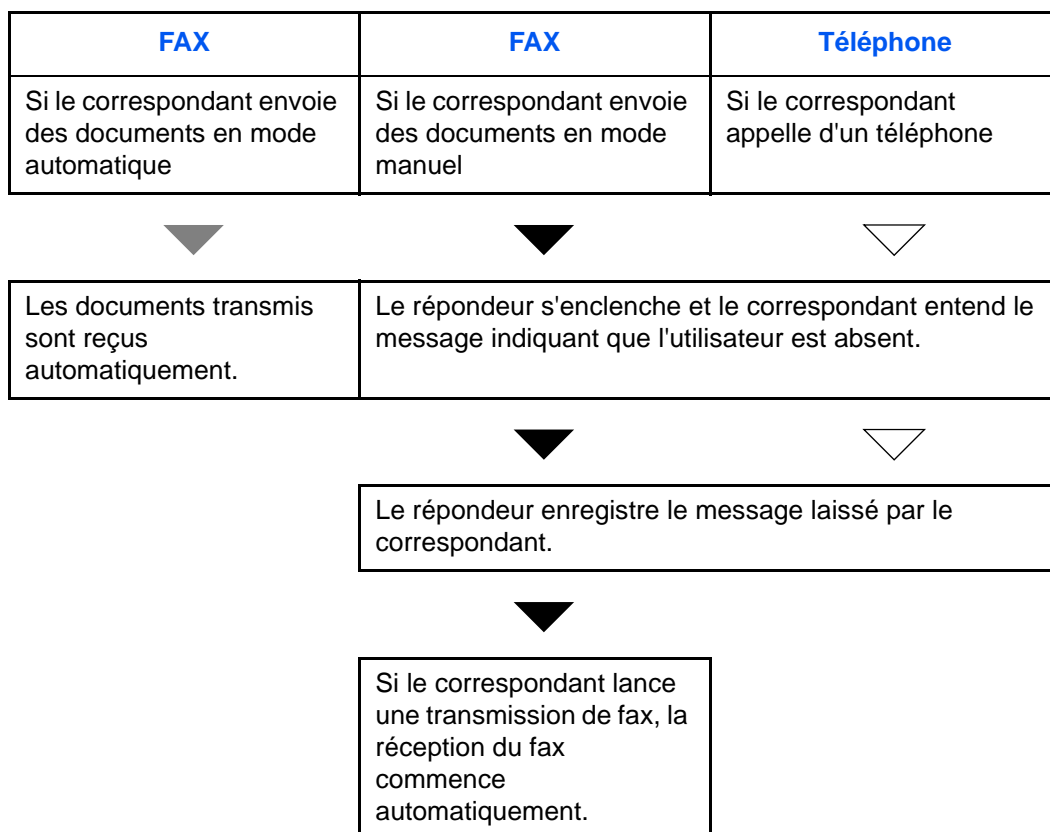 FAX
FAX
Téléphone
Si le correspondant envoie
des documents en mode
automatique
Si le correspondant envoie
des documents en mode
manuel
Si le correspondant
appelle d'un téléphone
Les documents transmis
sont reçus
automatiquement.
Le répondeur s'enclenche et le correspondant entend le
message indiquant que l'utilisateur est absent.
Le répondeur enregistre le message laissé par le
correspondant.
Si le correspondant lance
une transmission de fax, la
réception du fax
commence
automatiquement.